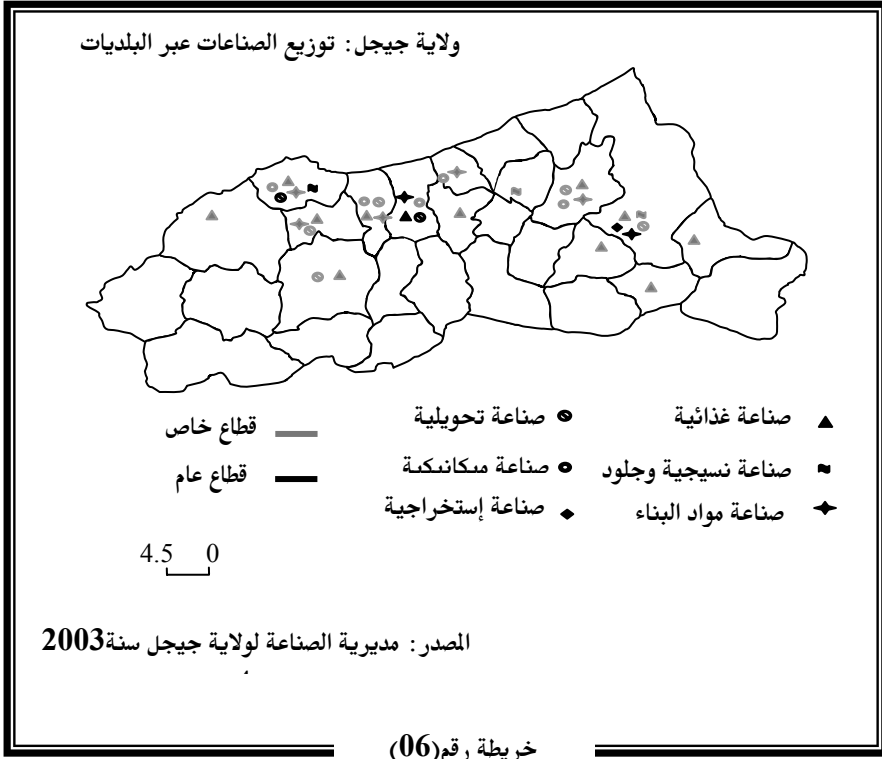 ولاية جيجل: توزيع الصناعات عبر البلديات
صناعة غذائية
صناعة تحويلية
قطاع خاص
صناعة نسيجية وجلود
صناعة ميكانيكية
قطاع عام
صناعة مواد البناء
صناعة إستخراجية
4.5 0
المصدر: مديرية الصناعة لولاية جيجل سنة2003
خريطة رقم(06)